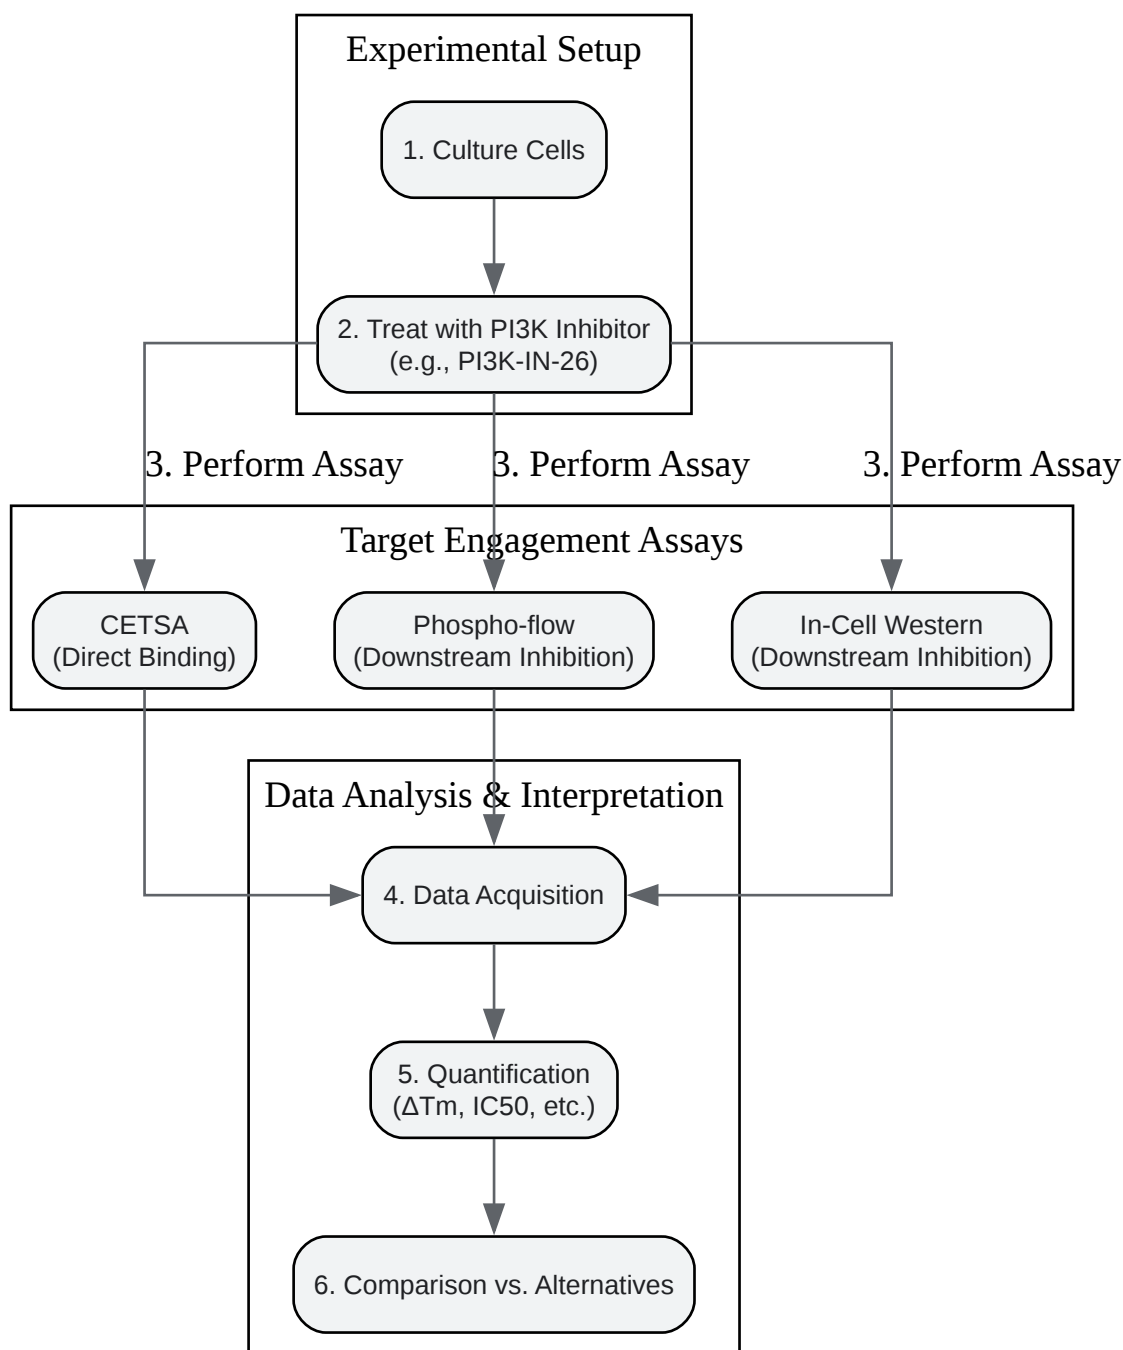 Experimental Setup
1. Culture Cells
2. Treat with PI3K Inhibitor
(e.g., PI3K-IN-26)
3. Perform Assay
3. Perform Assay
3. Perform Assay
Target Engagement Assays
CETSA
(Direct Binding)
Phospho-flow
(Downstream Inhibition)
In-Cell Western
(Downstream Inhibition)
Data Analysis & Interpretation
4. Data Acquisition
5. Quantification
(ΔTm, IC50, etc.)
6. Comparison vs. Alternatives